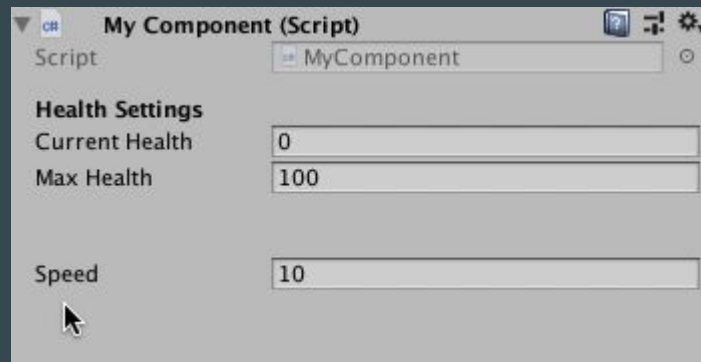 C# My Component (Script)
Script MyComponent
Health Settings
Current Health 0
Max Health 100
Speed 10